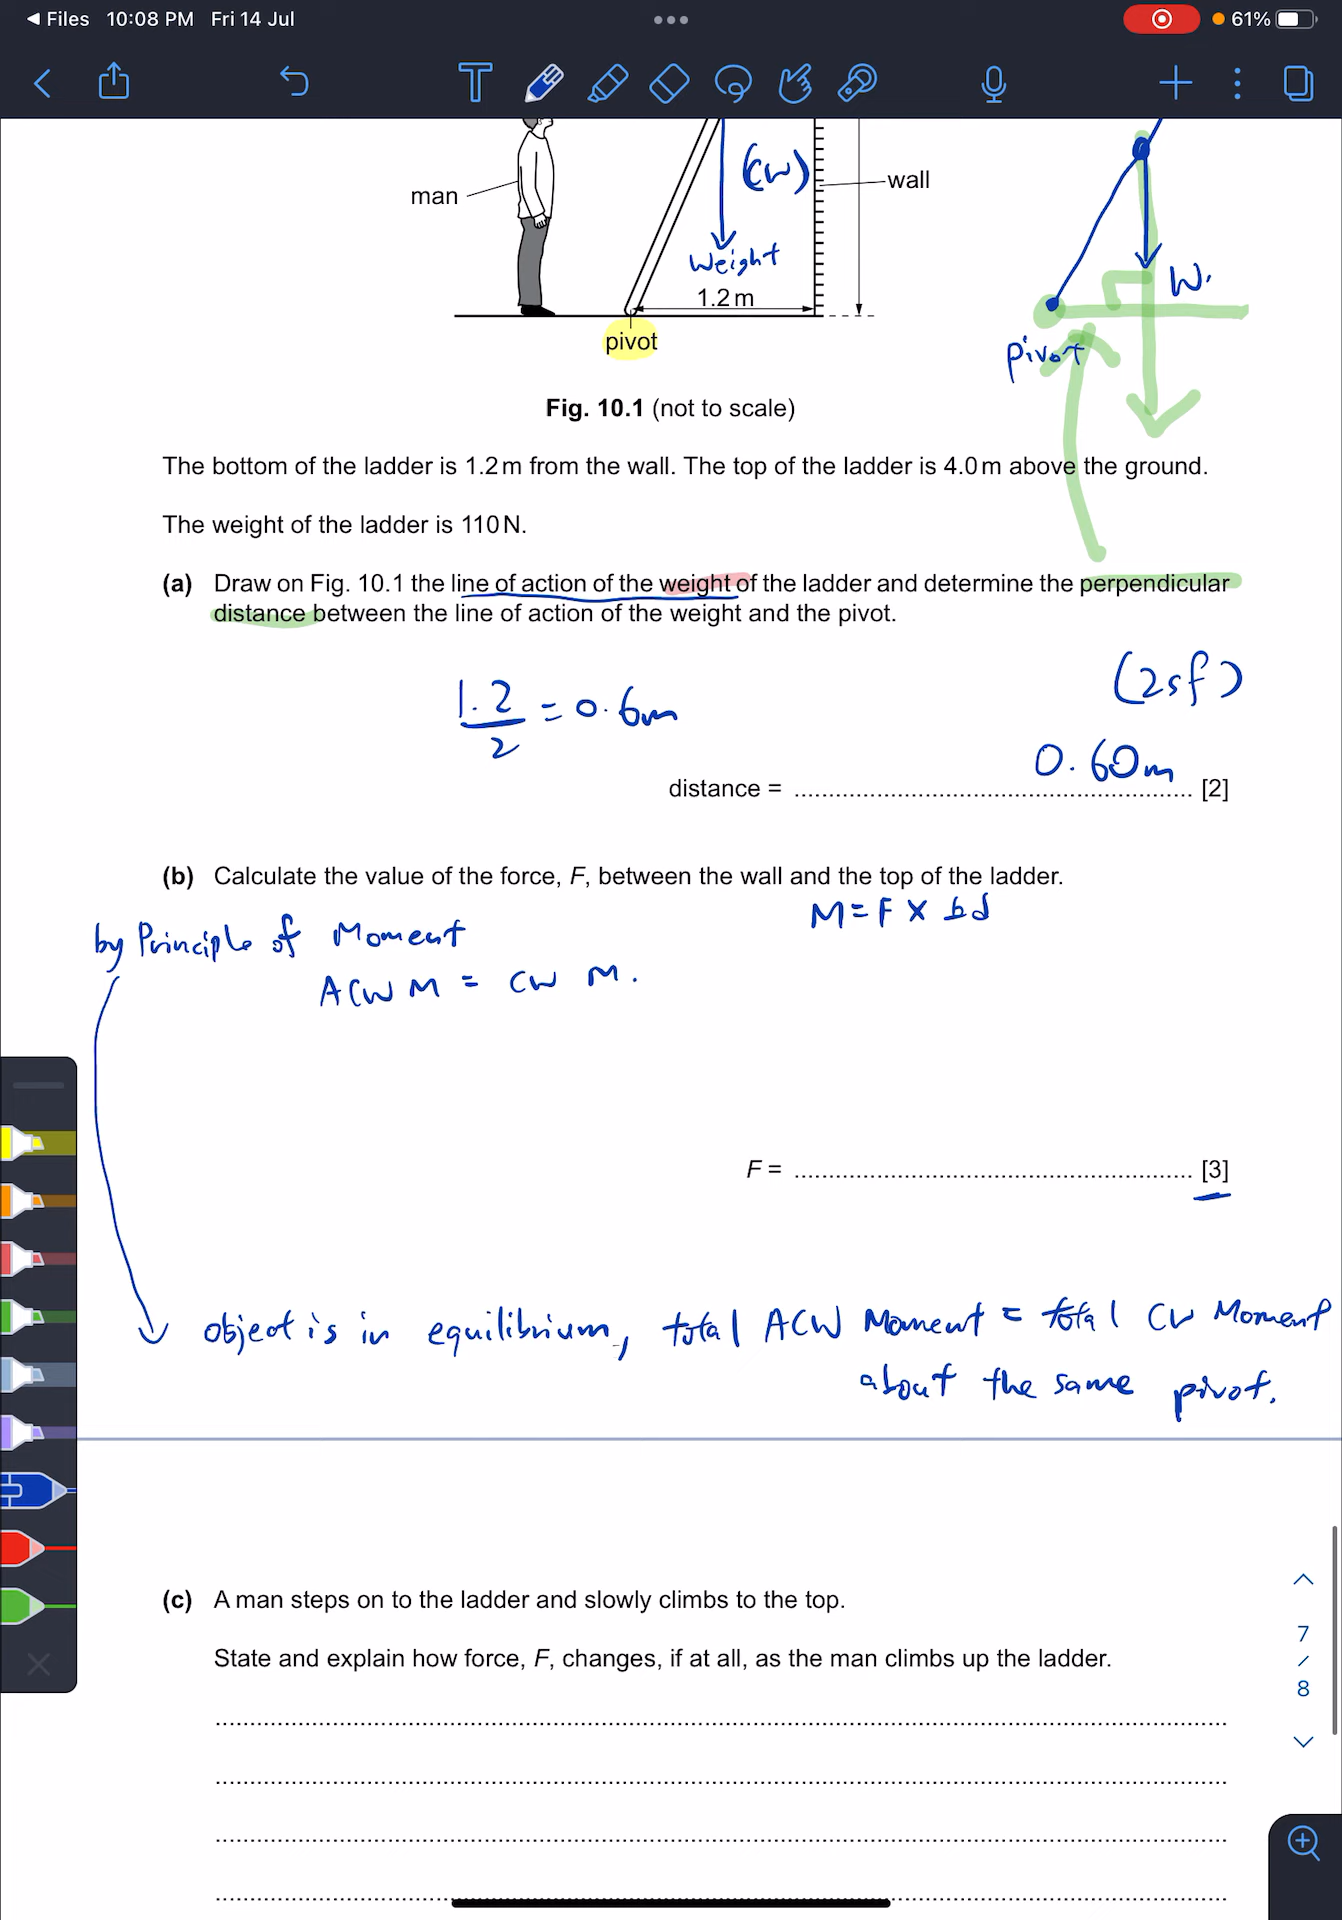 Files 10:08 PM Fri 14 Jul
61%
man
(CW)
wall
Weight
1.2 m
W.
pivot
pivot
Fig. 10.1 (not to scale)
The bottom of the ladder is 1.2 m from the wall. The top of the ladder is 4.0 m above the ground.
The weight of the ladder is 110 N.
(a) Draw on Fig. 10.1 the line of action of the weight of the ladder and determine the perpendicular
distance between the line of action of the weight and the pivot.
(2sf)
1.2/2 = 0.6m
0.60m
distance = ........................................................ [2]
(b) Calculate the value of the force, F, between the wall and the top of the ladder.
M = F X Ld
by Principle of Moment
ACW M = CW M.
F = ........................................................ [3]
object is in equilibrium, total ACW Moment = total CW Moment
about the same pivot.
(c) A man steps on to the ladder and slowly climbs to the top.
State and explain how force, F, changes, if at all, as the man climbs up the ladder.
7
/
8